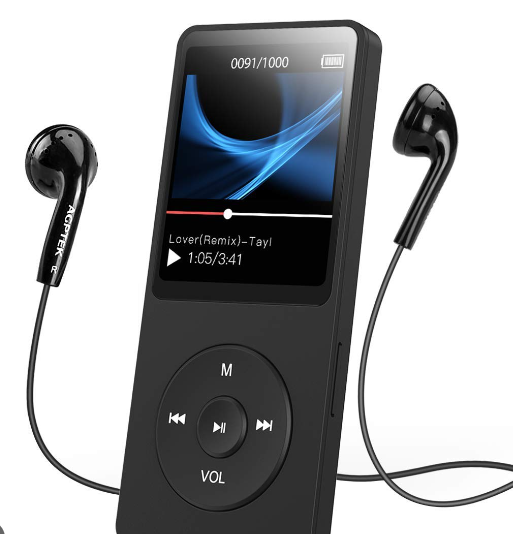 0091/1000
Lover(Remix)-Tayl
1:05/3:41
M
VOL
AGPTEK R